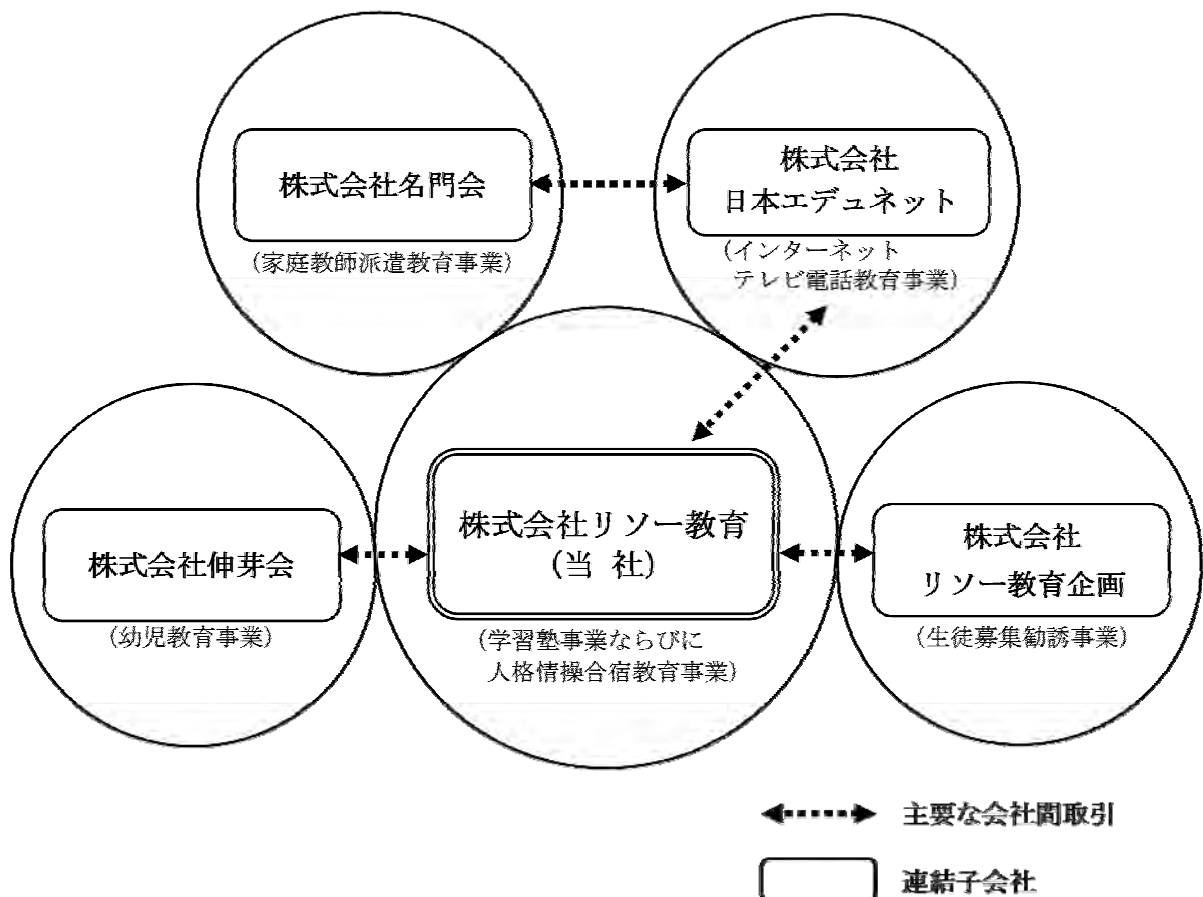 株式会社名門会
(家庭教師派遣教育事業)
株式会社
日本エデュネット
(インターネット
テレビ電話教育事業)
株式会社伸芽会
(幼児教育事業)
株式会社リソー教育
(当 社)
(学習塾事業ならびに
人格情操合宿教育事業)
株式会社
リソー教育企画
(生徒募集勧誘事業)
主要な会社間取引
連結子会社